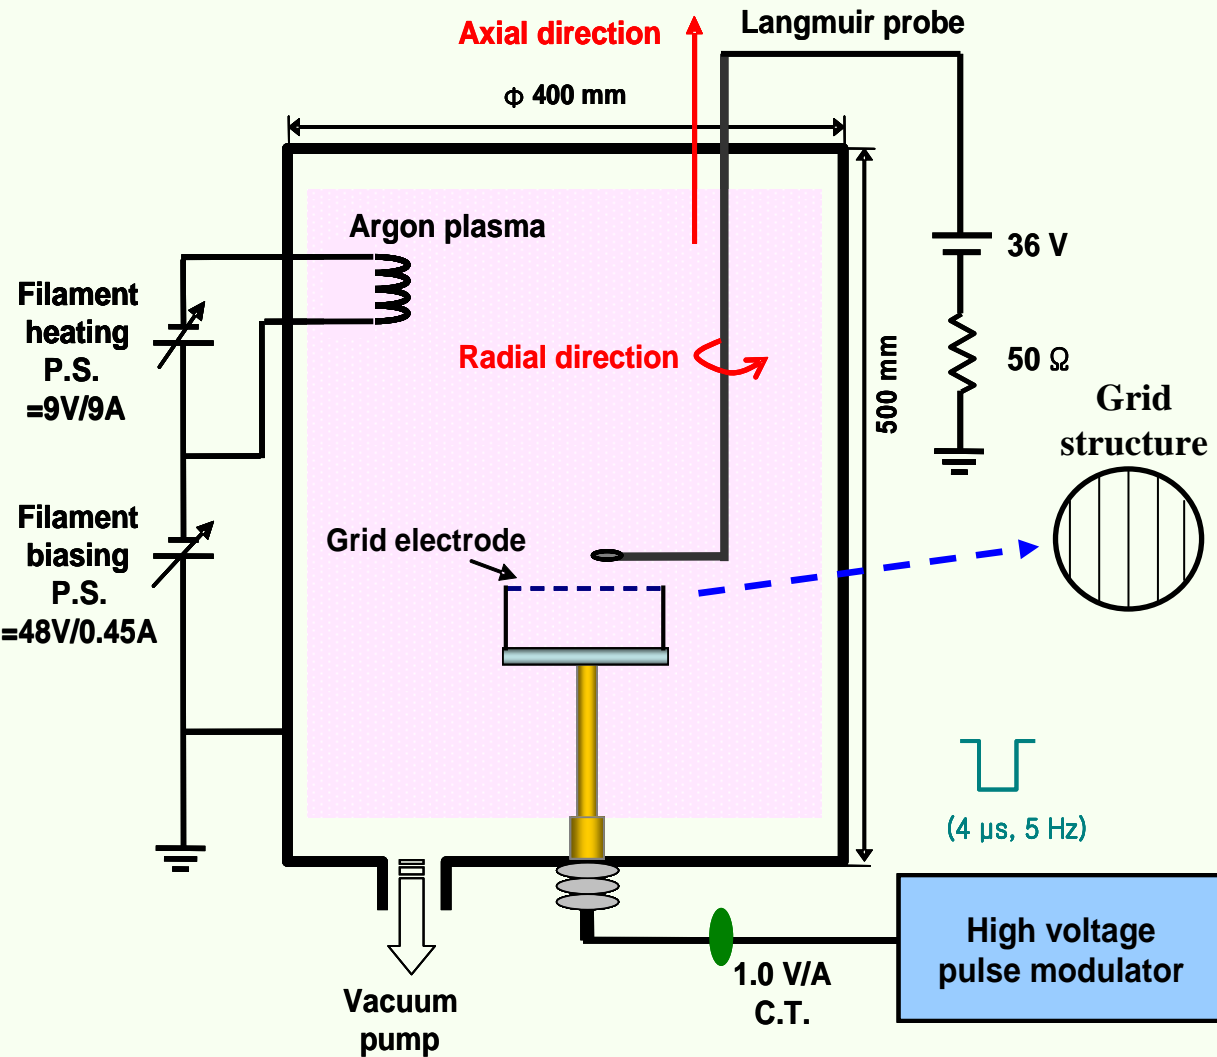 Axial direction
Langmuir probe
Φ 400 mm
Argon plasma
36 V
Filament
heating
P.S.
=9V/9A
Radial direction
50 Ω
500 mm
Grid
structure
Filament
biasing
P.S.
=48V/0.45A
Grid electrode
(4 μs, 5 Hz)
High voltage
pulse modulator
1.0 V/A
C.T.
Vacuum
pump